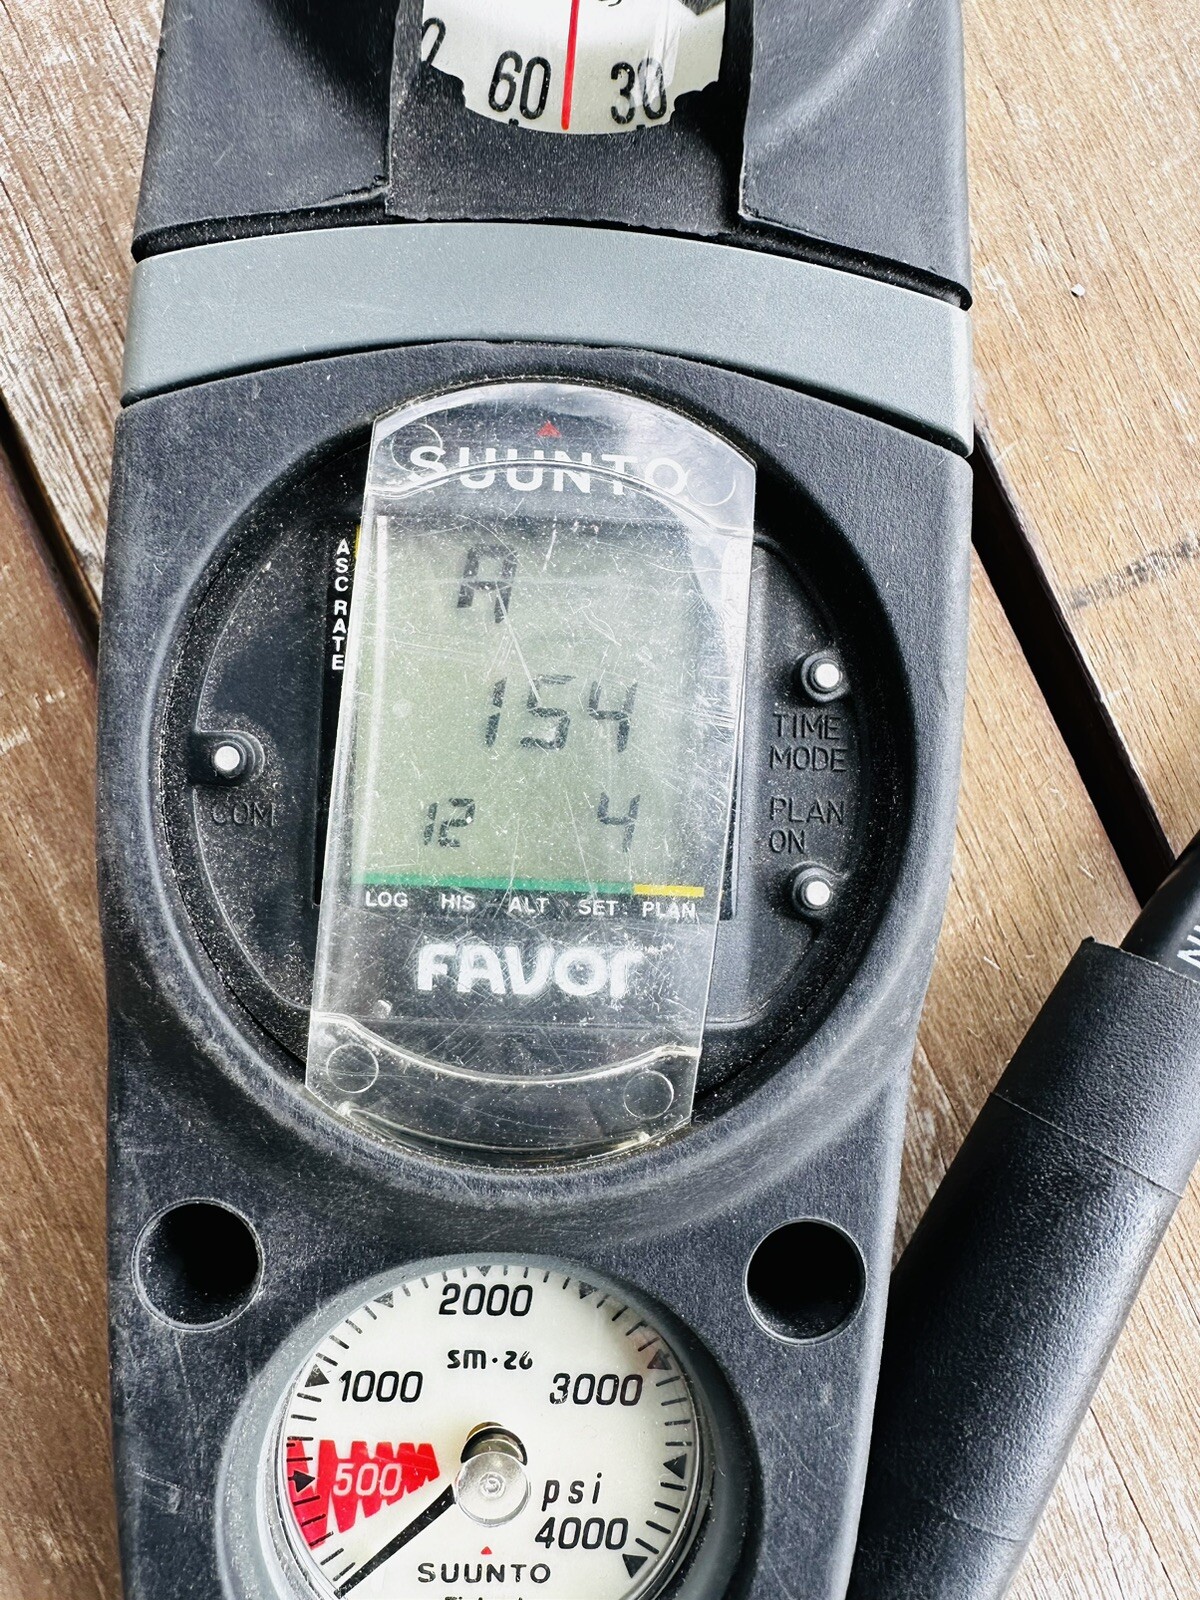 60 30
SUUNTO
ASC RATE
A
154
12 4
TIME
MODE
COM
PLAN
ON
LOG HIS ALT SET PLAN
FAVOR
2000
sm·26
1000 3000
500
psi
4000
SUUNTO